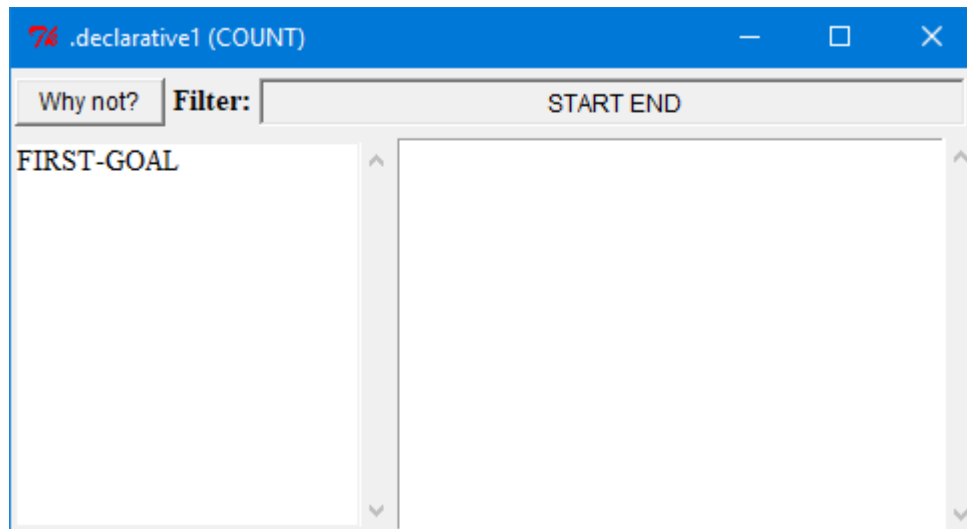 .declarative1 (COUNT)
Why not? Filter: START END
FIRST-GOAL